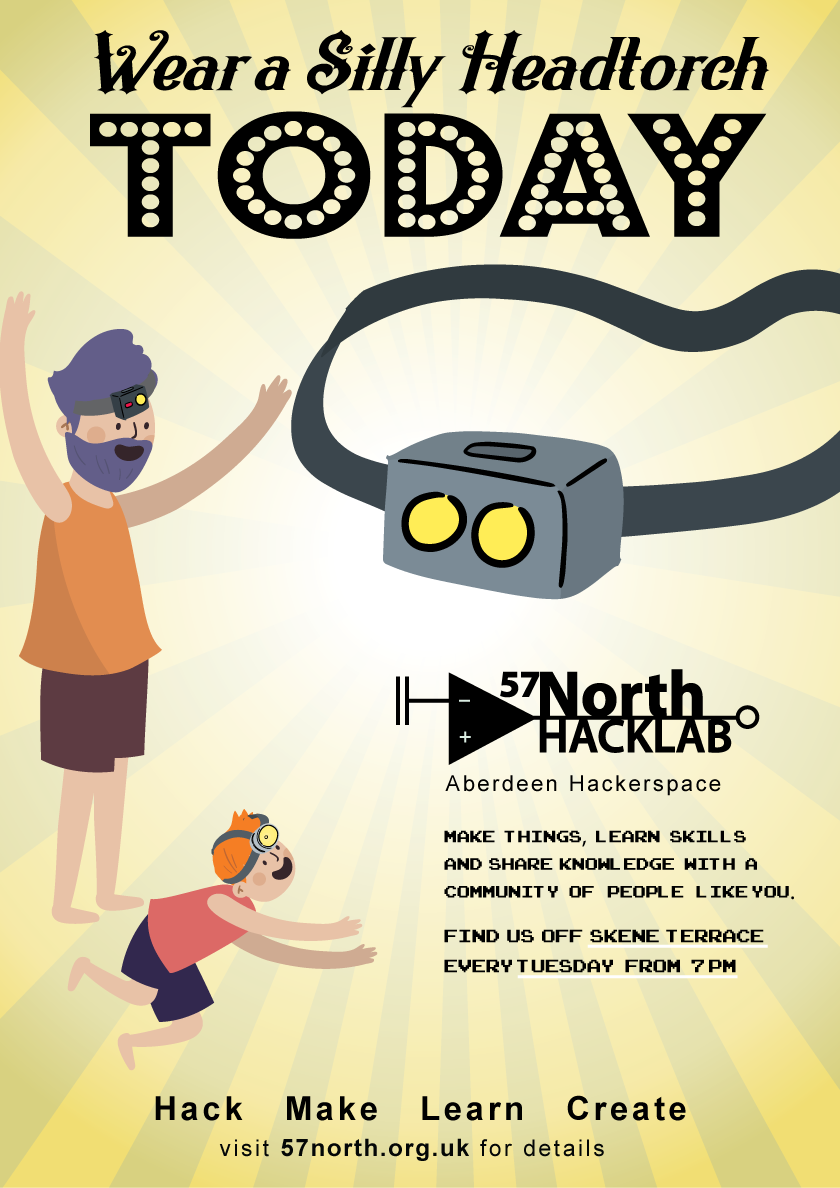 Wear a Silly Headtorch
TODAY
57North
HACKLAB
Aberdeen Hackerspace
MAKE THINGS, LEARN SKILLS
AND SHARE KNOWLEDGE WITH A
COMMUNITY OF PEOPLE LIKE YOU.
FIND US OFF SKENE TERRACE
EVERY TUESDAY FROM 7PM
Hack Make Learn Create
visit 57north.org.uk for details